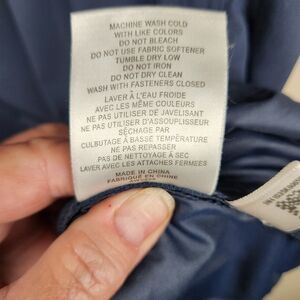 MACHINE WASH COLD
WITH LIKE COLORS
DO NOT BLEACH
DO NOT USE FABRIC SOFTENER
TUMBLE DRY LOW
DO NOT IRON
DO NOT DRY CLEAN
WASH WITH FASTENERS CLOSED
LAVER À L'EAU FROIDE
AVEC LES MÊME COULEURS
NE PAS UTILISER DE JAVELISANT
NE PAS UTILISER D'ASSOUPLISSEUR
SÉCHAGE PAR
CULBUTAGE À BASSE TEMPÉRATURE
NE PAS REPASSER
PAS DE NETTOYAGE À SEC
LAVER AVEC LES ATTACHES FERMÉES
MADE IN CHINA
FABRIQUÉ EN CHINE